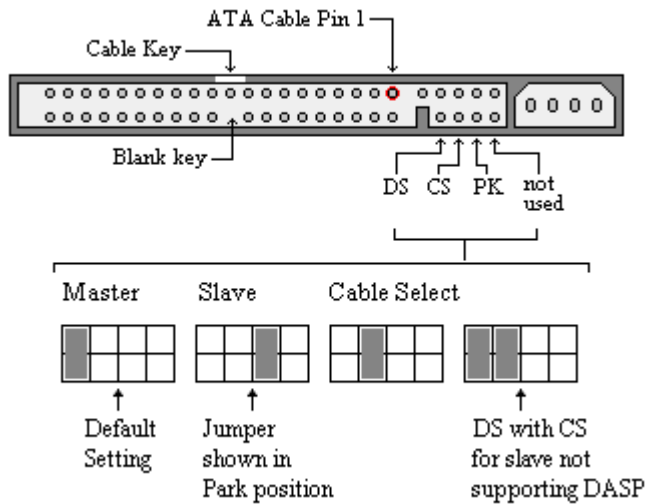 ATA Cable Pin 1
Cable Key
Blank key
DS CS PK not used
Master Slave Cable Select
Default Setting
Jumper shown in Park position
DS with CS for slave not supporting DASP